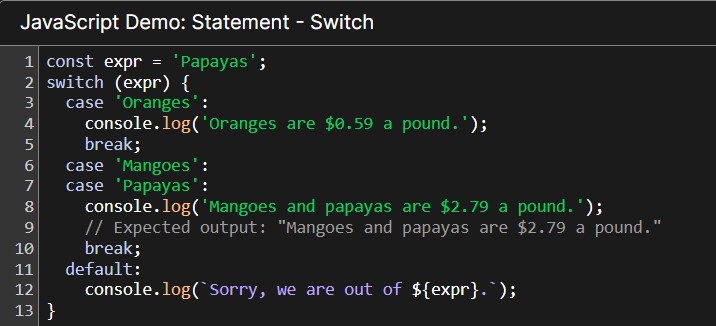 JavaScript Demo: Statement - Switch
1 const expr = 'Papayas';
2 switch (expr) {
3   case 'Oranges':
4     console.log('Oranges are $0.59 a pound.');
5     break;
6   case 'Mangoes':
7   case 'Papayas':
8     console.log('Mangoes and papayas are $2.79 a pound.');
9     // Expected output: "Mangoes and papayas are $2.79 a pound."
10     break;
11   default:
12     console.log(`Sorry, we are out of ${expr}.`);
13 }